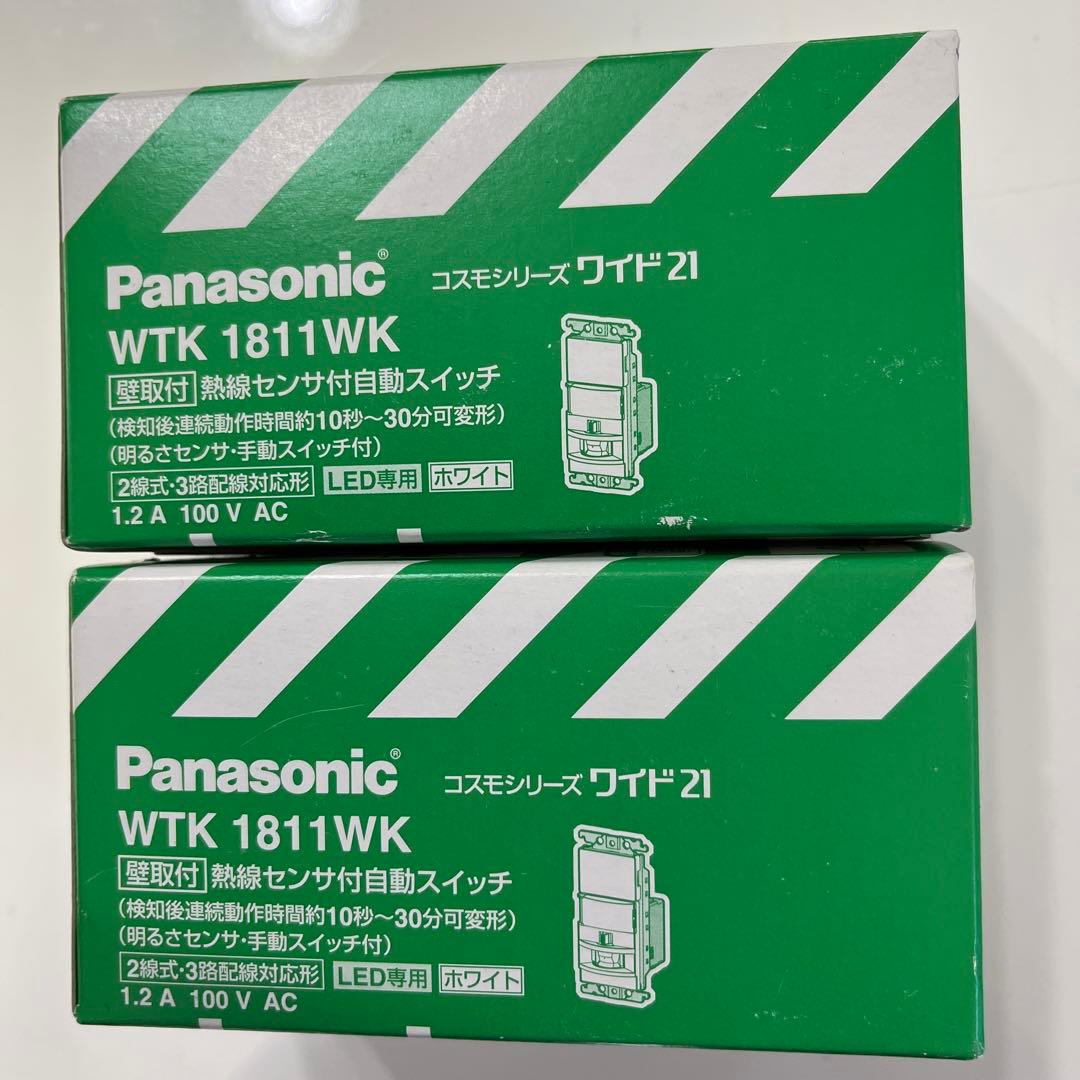 Panasonic®
コスモシリーズ ワイド21
WTK 1811WK
壁取付 熱線センサ付自動スイッチ
(検知後連続動作時間約10秒～30分可変形)
(明るさセンサ・手動スイッチ付)
2線式・3路配線対応形 LED専用 ホワイト
1.2 A 100 V AC
Panasonic®
コスモシリーズ ワイド21
WTK 1811WK
壁取付 熱線センサ付自動スイッチ
(検知後連続動作時間約10秒～30分可変形)
(明るさセンサ・手動スイッチ付)
2線式・3路配線対応形 LED専用 ホワイト
1.2 A 100 V AC